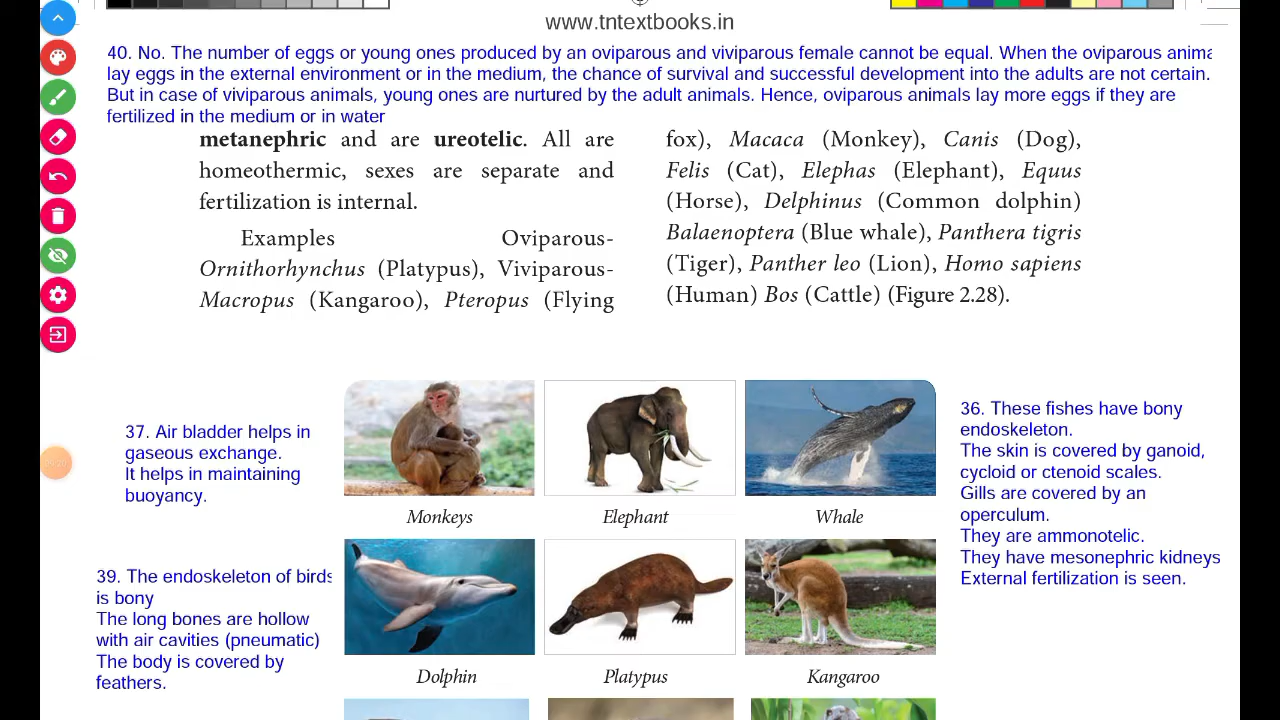 www.tntextbooks.in
40. No. The number of eggs or young ones produced by an oviparous and viviparous female cannot be equal. When the oviparous anima
lay eggs in the external environment or in the medium, the chance of survival and successful development into the adults are not certain.
But in case of viviparous animals, young ones are nurtured by the adult animals. Hence, oviparous animals lay more eggs if they are
fertilized in the medium or in water
metanephric and are ureotelic. All are
homeothermic, sexes are separate and
fertilization is internal.
Examples Oviparous-
Ornithorhynchus (Platypus), Viviparous-
Macropus (Kangaroo), Pteropus (Flying
fox), Macaca (Monkey), Canis (Dog),
Felis (Cat), Elephas (Elephant), Equus
(Horse), Delphinus (Common dolphin)
Balaenoptera (Blue whale), Panthera tigris
(Tiger), Panther leo (Lion), Homo sapiens
(Human) Bos (Cattle) (Figure 2.28).
37. Air bladder helps in
gaseous exchange.
It helps in maintaining
buoyancy.
39. The endoskeleton of birds
is bony
The long bones are hollow
with air cavities (pneumatic)
The body is covered by
feathers.
Monkeys
Elephant
Whale
Dolphin
Platypus
Kangaroo
36. These fishes have bony
endoskeleton.
The skin is covered by ganoid,
cycloid or ctenoid scales.
Gills are covered by an
operculum.
They are ammonotelic.
They have mesonephric kidneys
External fertilization is seen.